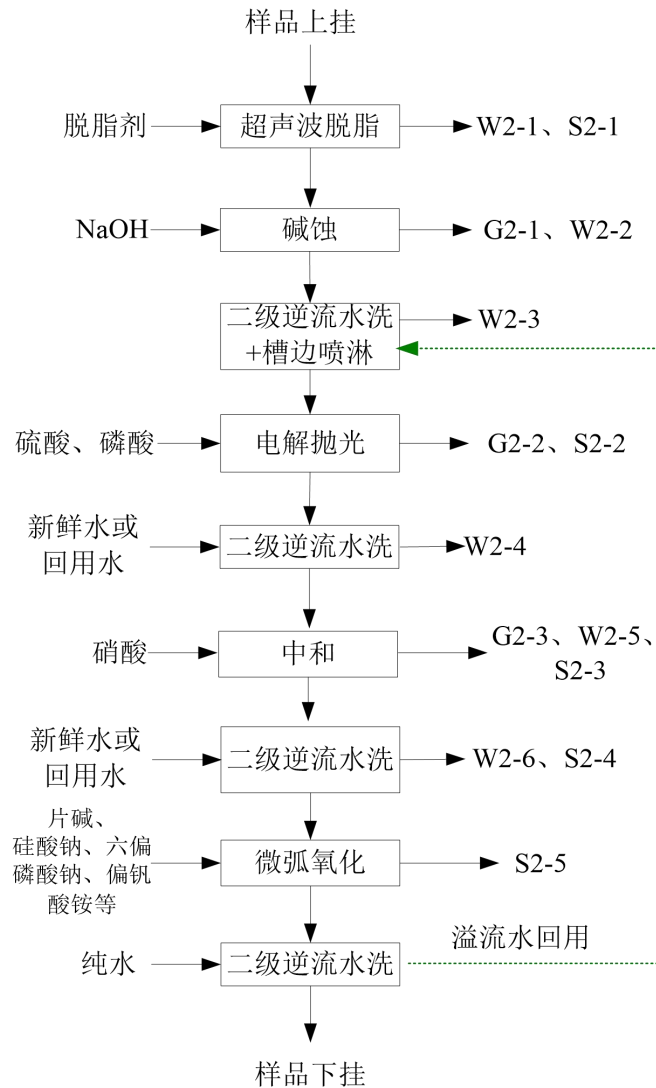 样品上挂
脱脂剂
超声波脱脂
W2-1、S2-1
NaOH
碱蚀
G2-1、W2-2
二级逆流水洗
+槽边喷淋
W2-3
硫酸、磷酸
电解抛光
G2-2、S2-2
新鲜水或
回用水
二级逆流水洗
W2-4
硝酸
中和
G2-3、W2-5、
S2-3
新鲜水或
回用水
二级逆流水洗
W2-6、S2-4
片碱、
硅酸钠、六偏
磷酸钠、偏钒
酸铵等
微弧氧化
S2-5
溢流水回用
纯水
二级逆流水洗
样品下挂